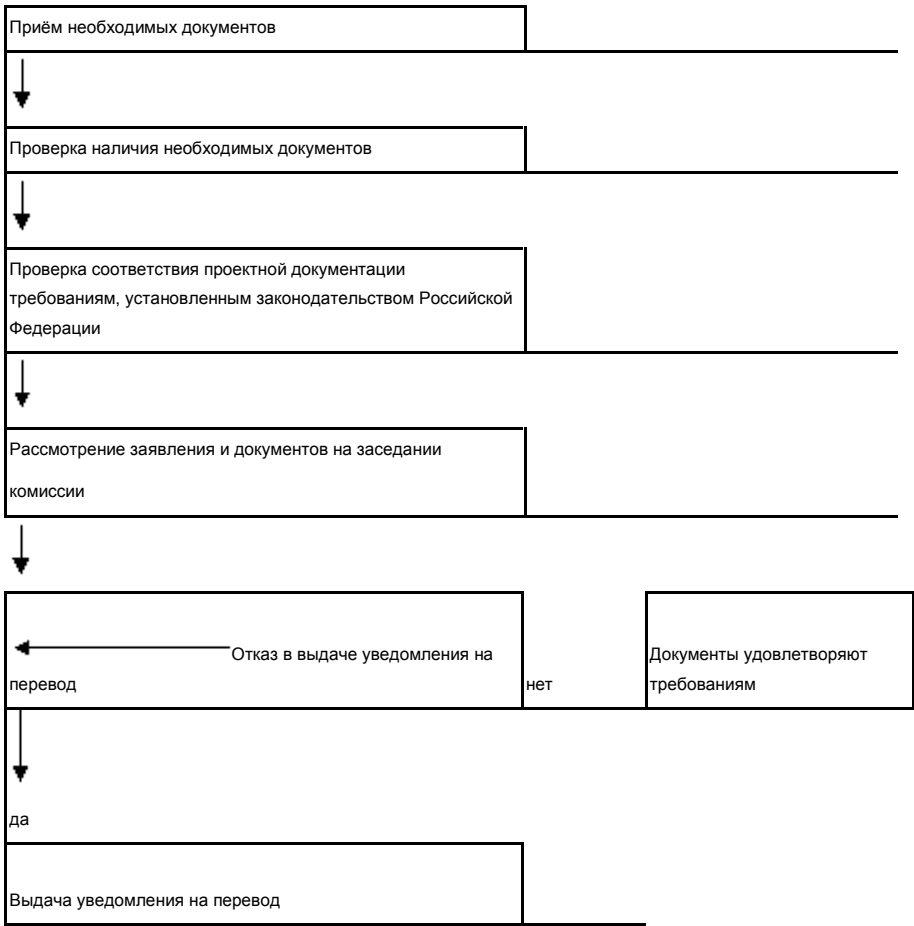 Приём необходимых документов
Проверка наличия необходимых документов
Проверка соответствия проектной документации
требованиям, установленным законодательством Российской
Федерации
Рассмотрение заявления и документов на заседании
комиссии
Отказ в выдаче уведомления на
перевод
нет
Документы удовлетворяют
требованиям
да
Выдача уведомления на перевод